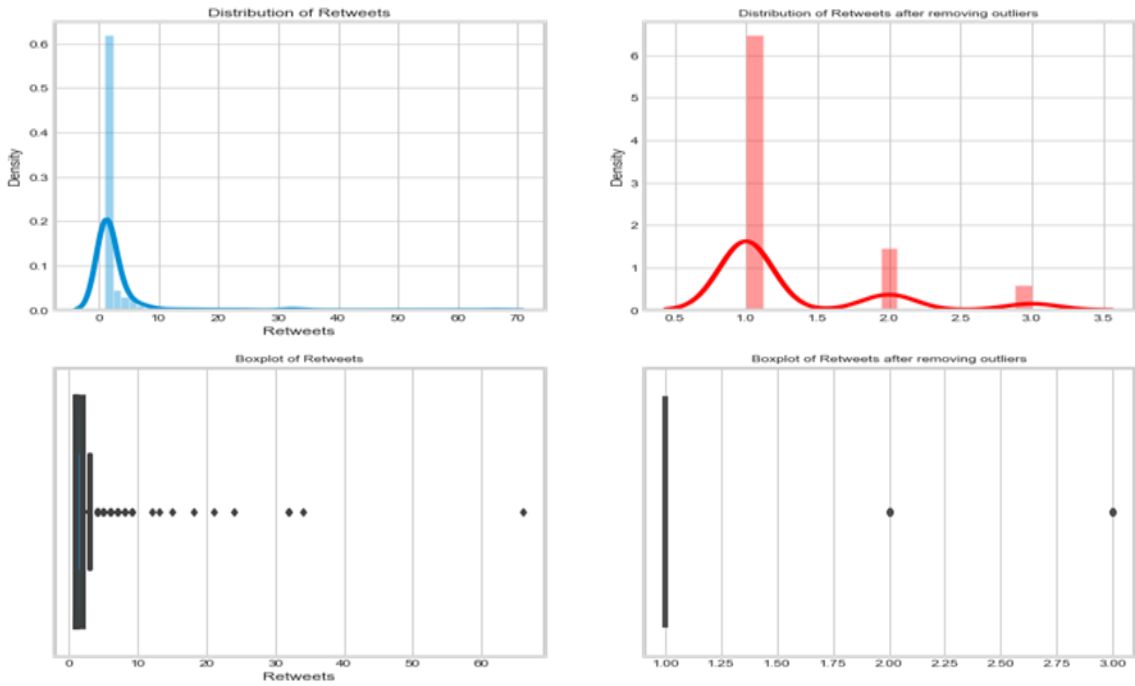 Distribution of Retweets
0.6
0.5
0.4
0.3
0.2
0.1
0.0
Density
0 10 20 30 40 50 60 70
Retweets
Distribution of Retweets after removing outliers
6
5
4
3
2
1
0
Density
0.5 1.0 1.5 2.0 2.5 3.0 3.5
Boxplot of Retweets
0 10 20 30 40 50 60
Retweets
Boxplot of Retweets after removing outliers
1.00 1.25 1.50 1.75 2.00 2.25 2.50 2.75 3.00